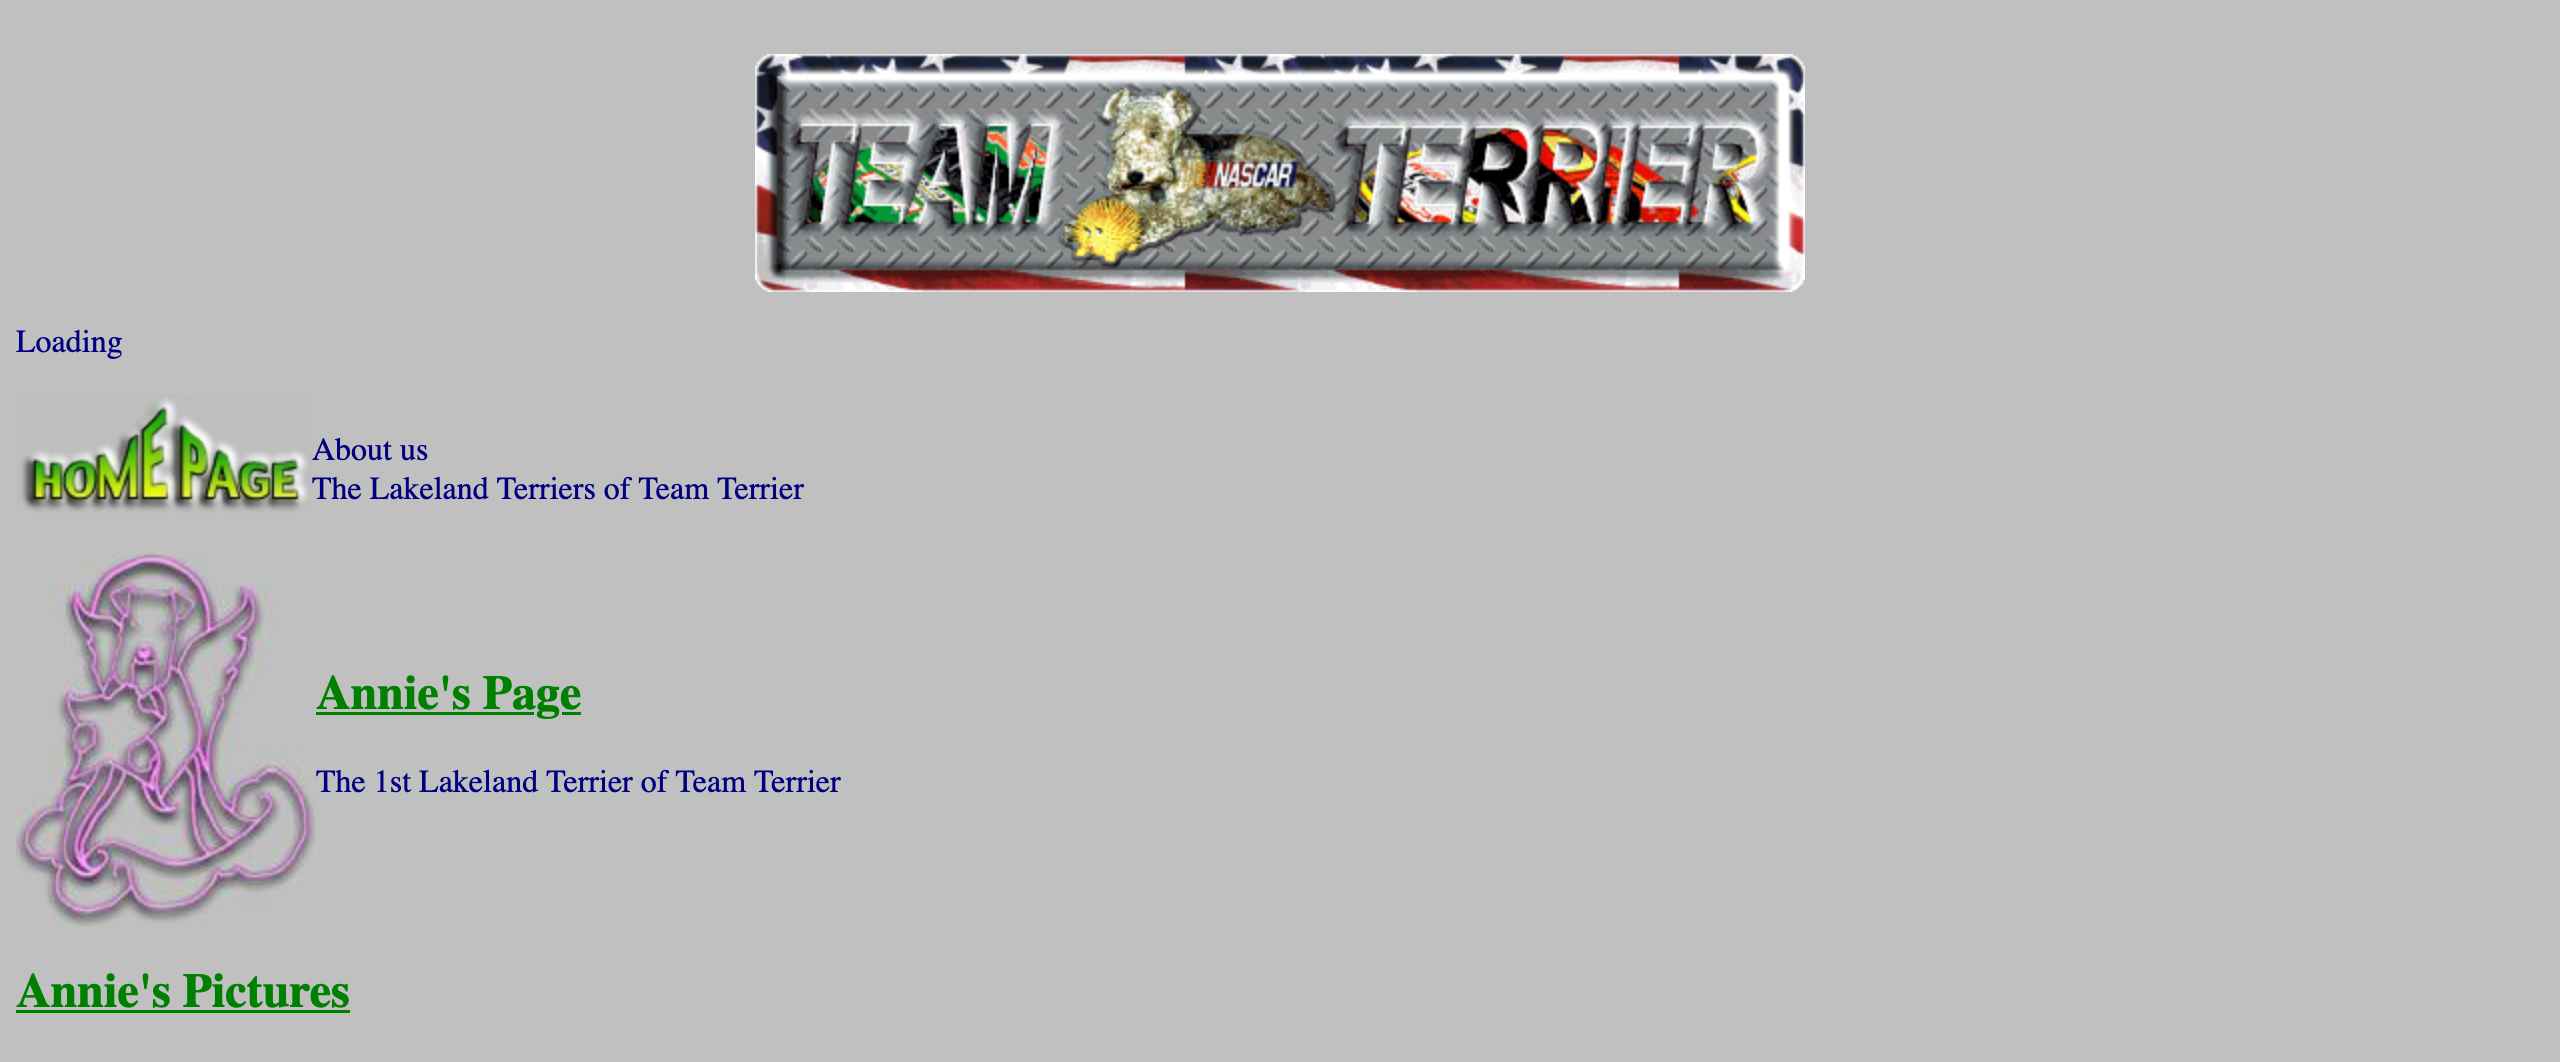 TEAM NASCAR TERRIER
Loading
HOME PAGE
About us
The Lakeland Terriers of Team Terrier
Annie's Page
The 1st Lakeland Terrier of Team Terrier
Annie's Pictures